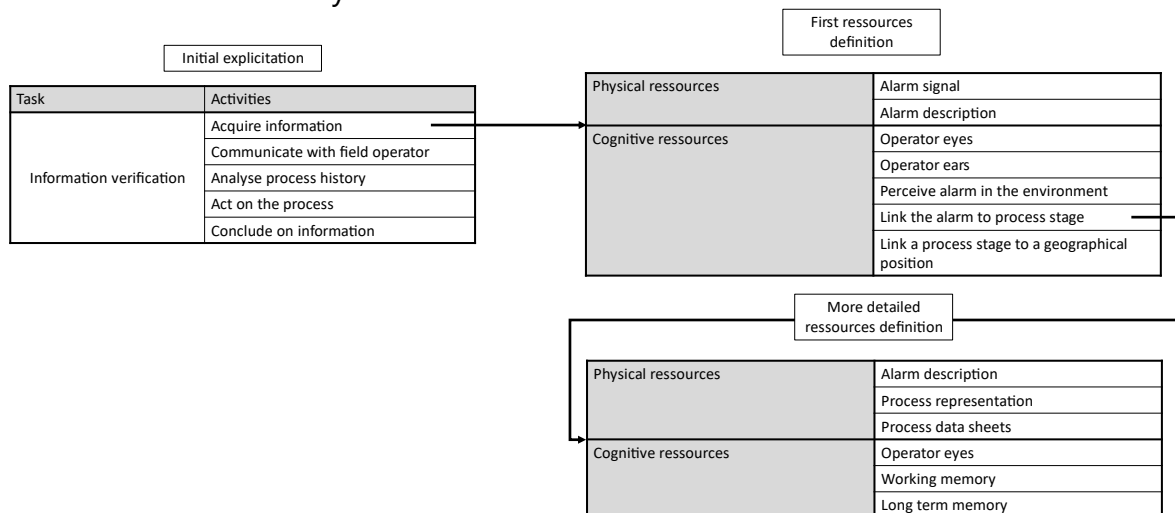 Initial explicitation
Task
Activities
Information verification
Acquire information
Communicate with field operator
Analyse process history
Act on the process
Conclude on information
First ressources
definition
Physical ressources
Alarm signal
Alarm description
Cognitive ressources
Operator eyes
Operator ears
Perceive alarm in the environment
Link the alarm to process stage
Link a process stage to a geographical
position
More detailed
ressources definition
Physical ressources
Alarm description
Process representation
Process data sheets
Cognitive ressources
Operator eyes
Working memory
Long term memory